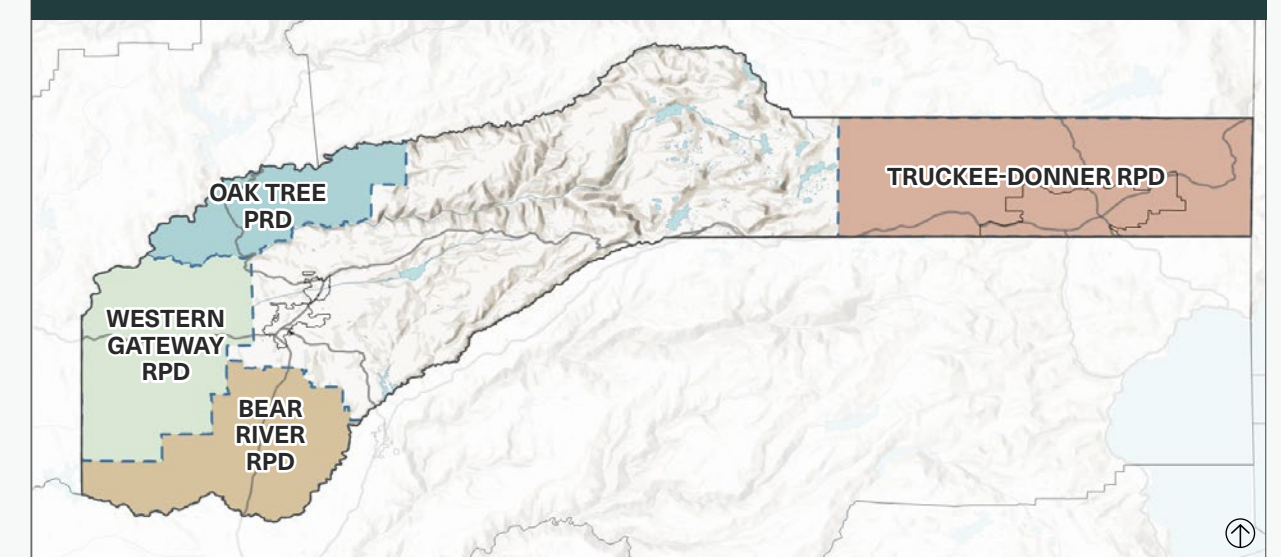 OAK TREE
PRD
TRUCKEE-DONNER RPD
WESTERN
GATEWAY
RPD
BEAR
RIVER
RPD